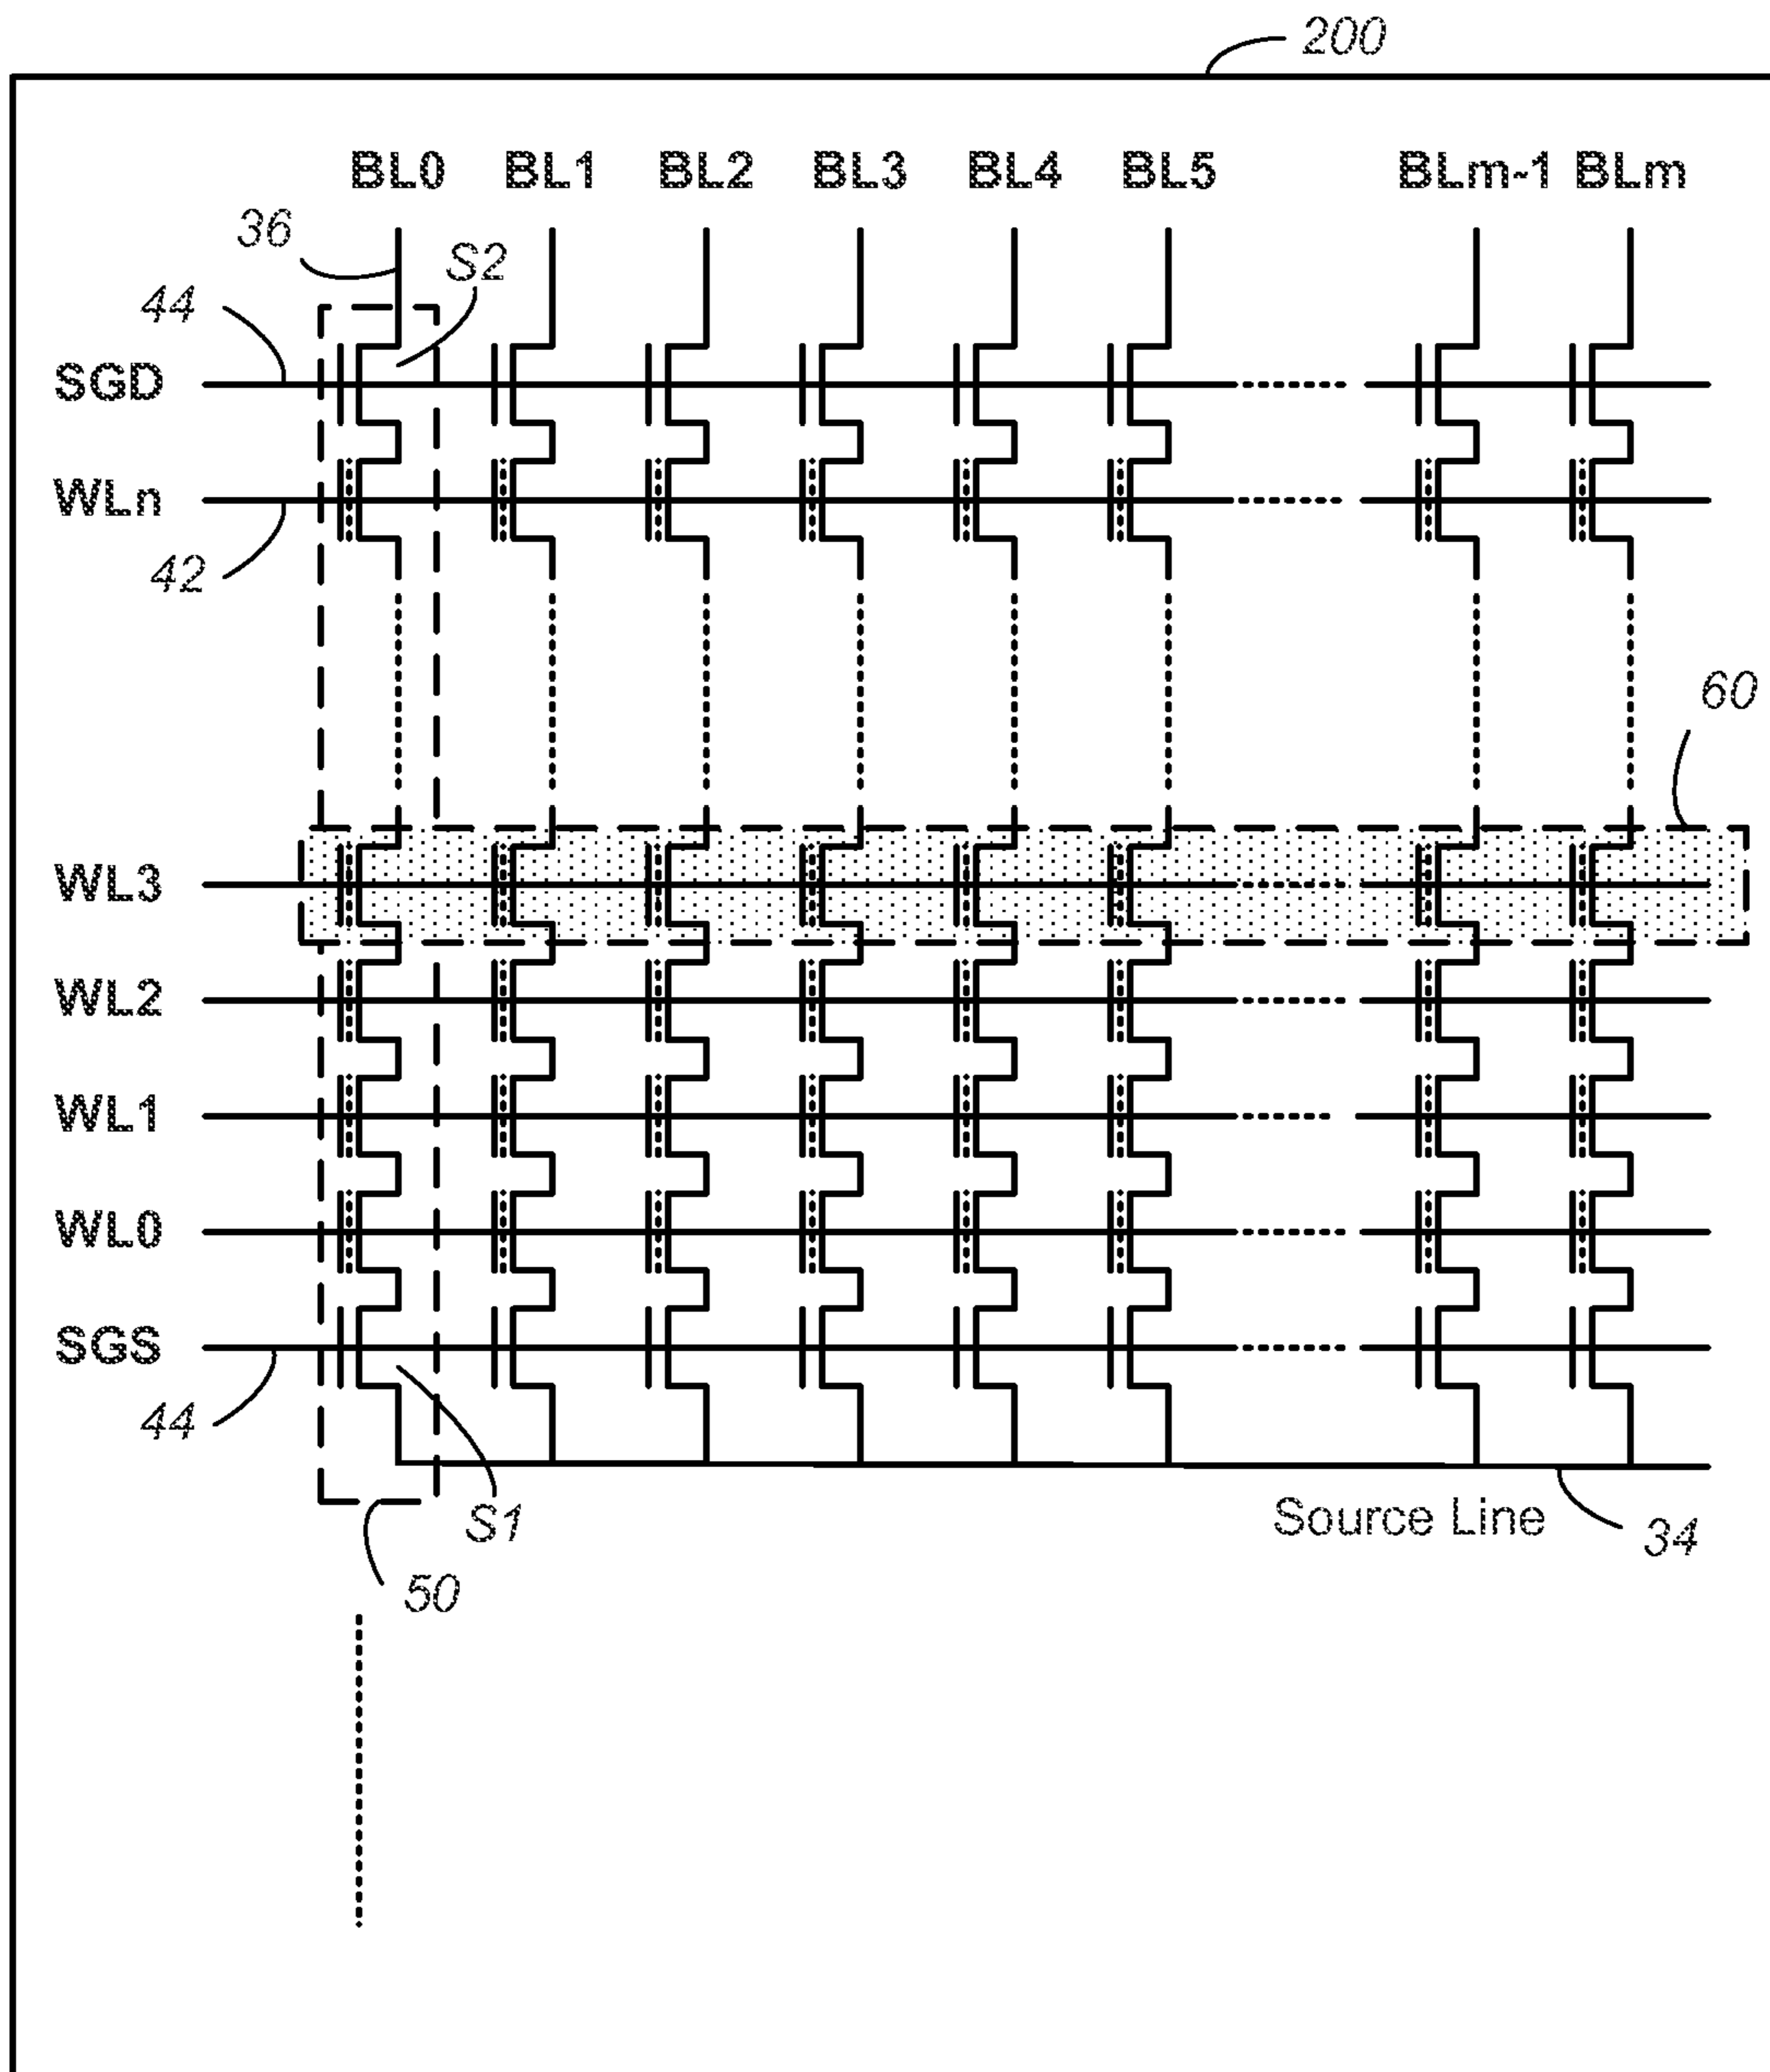 200
BL0 BL1 BL2 BL3 BL4 BL5 BLm-1 BLm
36
S2
44
SGD
WLn
42
60
WL3
WL2
WL1
WL0
SGS
44
S1
Source Line
34
50